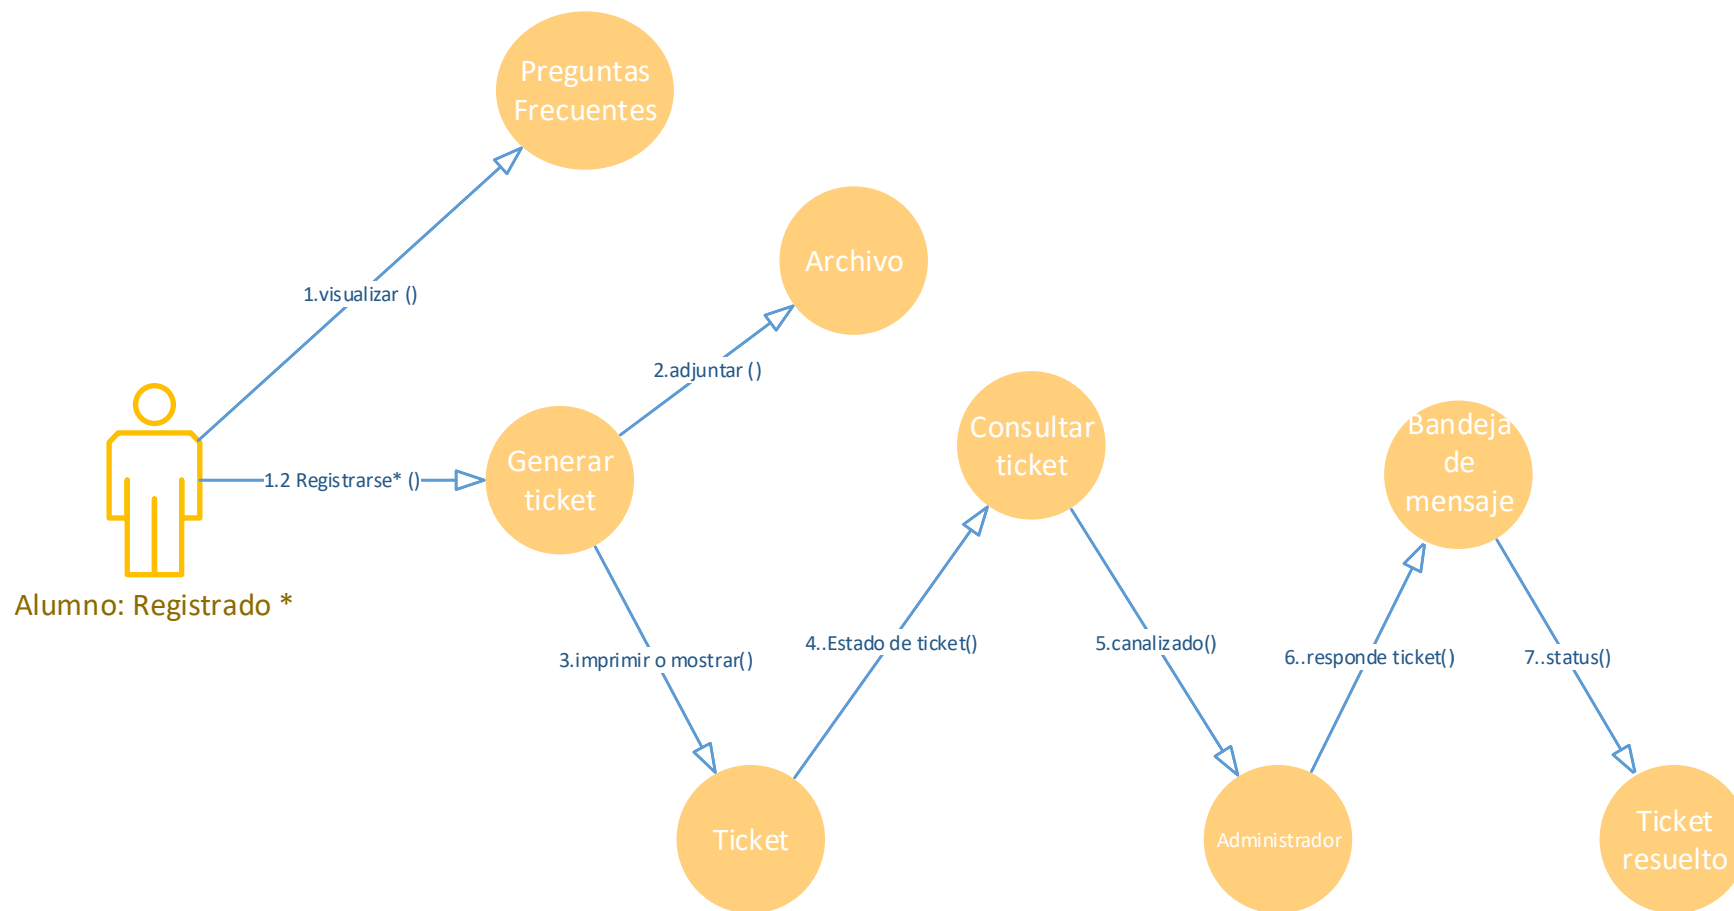 Preguntas
Frecuentes
Archivo
1.visualizar ()
2.adjuntar ()
Generar
ticket
Consultar
ticket
Bandeja
de
mensaje
1.2 Registrarse* ()
Alumno: Registrado *
3.imprimir o mostrar()
4..Estado de ticket()
5.canalizado()
6..responde ticket()
7..status()
Ticket
Administrador
Ticket
resuelto